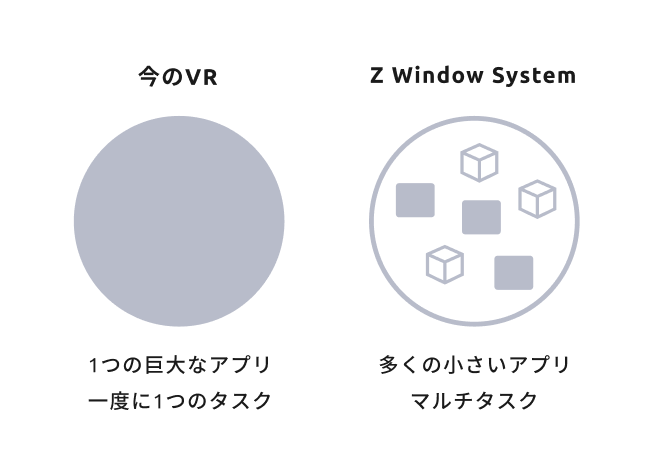 今のVR
1つの巨大なアプリ
一度に1つのタスク
Z Window System
多くの小さいアプリ
マルチタスク